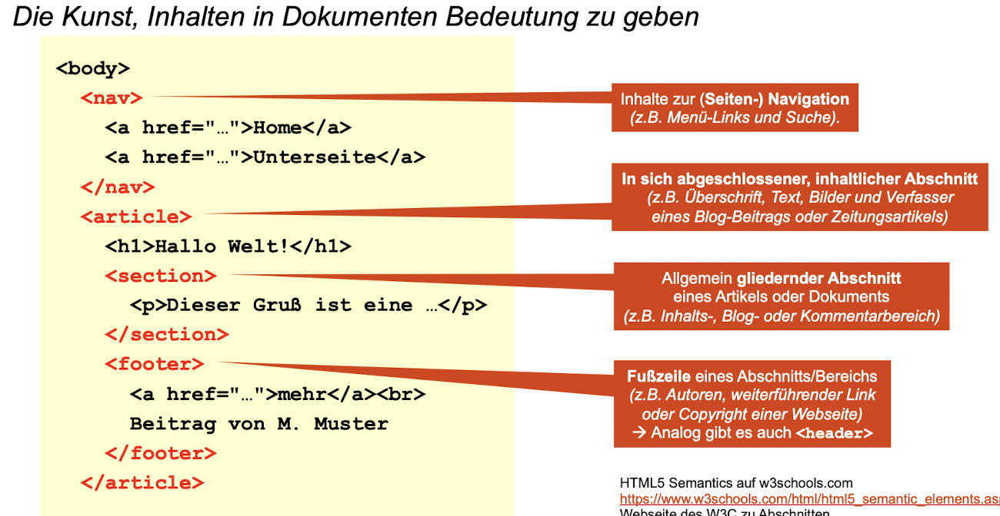 Die Kunst, Inhalten in Dokumenten Bedeutung zu geben
<body>
<nav>
<a href="…">Home</a>
<a href="…">Unterseite</a>
</nav>
<article>
<h1>Hallo Welt!</h1>
<section>
<p>Dieser Gruß ist eine …</p>
</section>
<footer>
<a href="…">mehr</a><br>
Beitrag von M. Muster
</footer>
</article>
Inhalte zur (Seiten-) Navigation
(z.B. Menü-Links und Suche).
In sich abgeschlossener, inhaltlicher Abschnitt
(z.B. Überschrift, Text, Bilder und Verfasser
eines Blog-Beitrags oder Zeitungsartikels)
Allgemein gliedernder Abschnitt
eines Artikels oder Dokuments
(z.B. Inhalts-, Blog- oder Kommentarbereich)
Fußzeile eines Abschnitts/Bereichs
(z.B. Autoren, weiterführender Link
oder Copyright einer Webseite)
→ Analog gibt es auch <header>
HTML5 Semantics auf w3schools.com
https://www.w3schools.com/html/html5_semantic_elements.as
Webseite des W3C zu Abschnitten